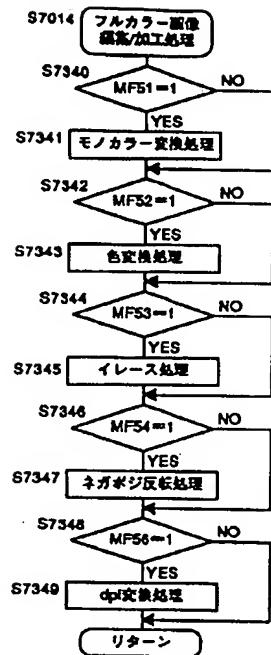 S7014
フルカラー画像
編集/加工処理
S7340
MF51=1
NO
YES
S7341
モノカラー変換処理
S7342
MF52=1
NO
YES
S7343
色変換処理
S7344
MF53=1
NO
YES
S7345
イレース処理
S7346
MF54=1
NO
YES
S7347
ネガポジ反転処理
S7348
MF56=1
NO
YES
S7349
dpi変換処理
リターン